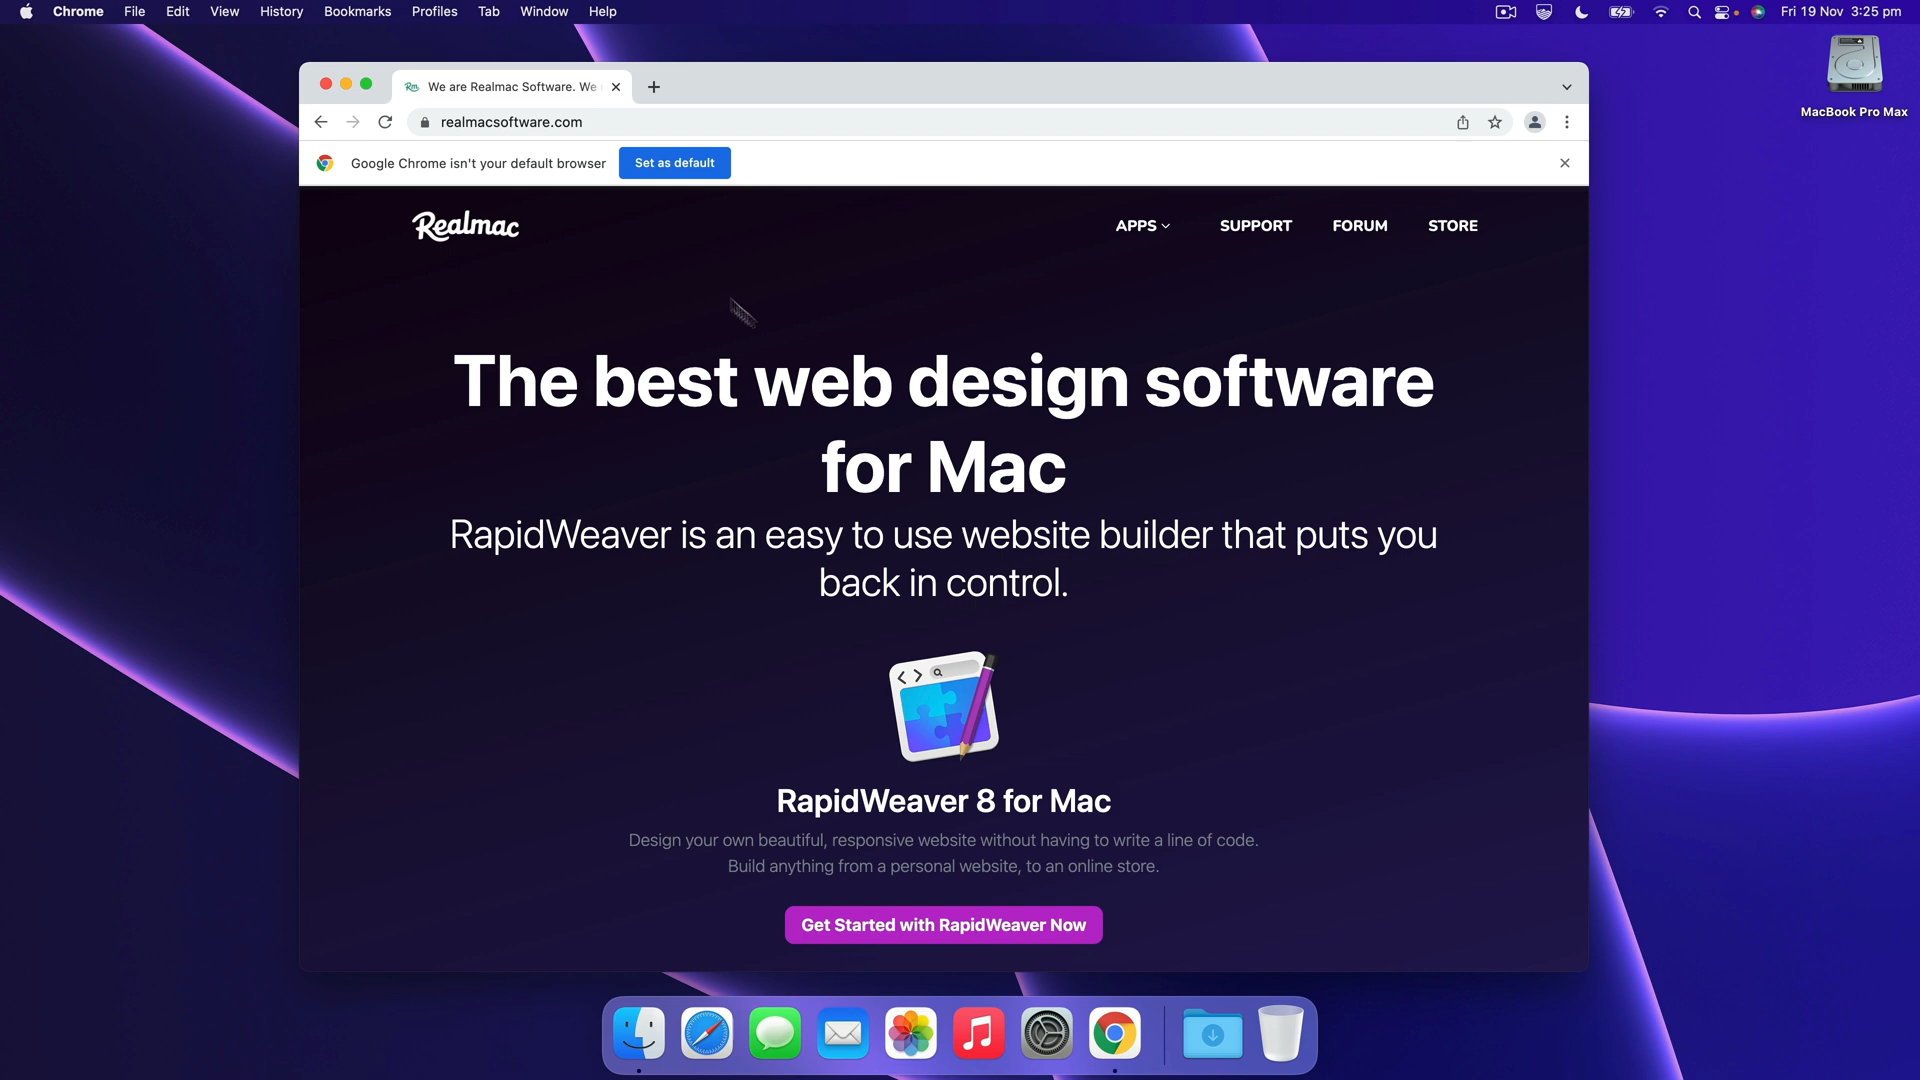 Chrome File Edit View History Bookmarks Profiles Tab Window Help Fri 19 Nov 3:25 pm
MacBook Pro Max
Rm We are Realmac Software. We
realmacsoftware.com
Google Chrome isn't your default browser Set as default
Realmac APPS SUPPORT FORUM STORE
The best web design software
for Mac
RapidWeaver is an easy to use website builder that puts you
back in control.
RapidWeaver 8 for Mac
Design your own beautiful, responsive website without having to write a line of code.
Build anything from a personal website, to an online store.
Get Started with RapidWeaver Now